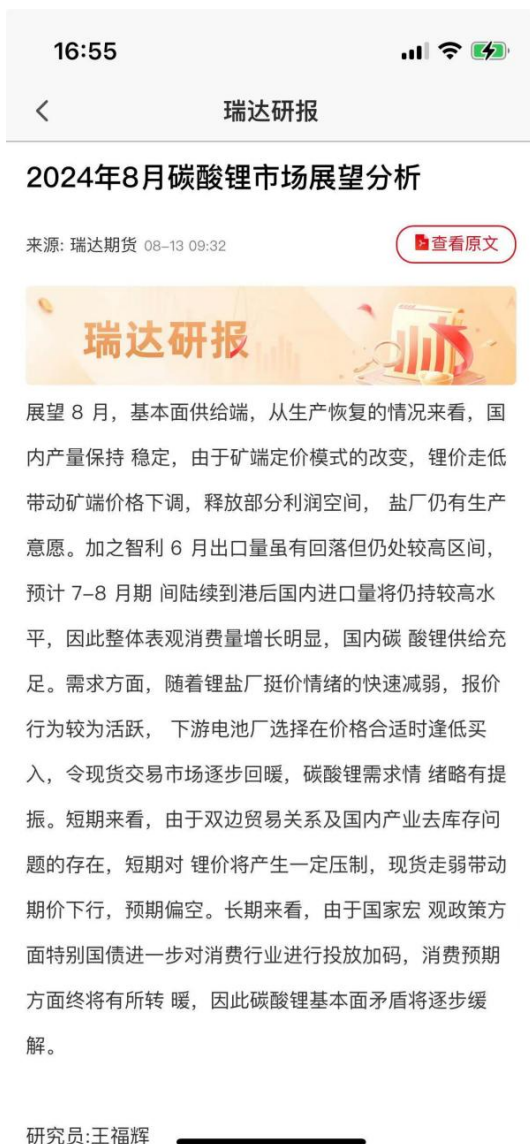 16:55
瑞达研报
2024年8月碳酸锂市场展望分析
来源: 瑞达期货 08-13 09:32
查看原文
瑞达研报
展望 8 月，基本面供给端，从生产恢复的情况来看，国
内产量保持 稳定，由于矿端定价模式的改变，锂价走低
带动矿端价格下调，释放部分利润空间， 盐厂仍有生产
意愿。加之智利 6 月出口量虽有回落但仍处较高区间，
预计 7-8 月期 间陆续到港后国内进口量将仍持较高水
平，因此整体表观消费量增长明显，国内碳 酸锂供给充
足。需求方面，随着锂盐厂挺价情绪的快速减弱，报价
行为较为活跃， 下游电池厂选择在价格合适时逢低买
入，令现货交易市场逐步回暖，碳酸锂需求情 绪略有提
振。短期来看，由于双边贸易关系及国内产业去库存问
题的存在，短期对 锂价将产生一定压制，现货走弱带动
期价下行，预期偏空。长期来看，由于国家宏 观政策方
面特别国债进一步对消费行业进行投放加码，消费预期
方面终将有所转 暖，因此碳酸锂基本面矛盾将逐步缓
解。
研究员:王福辉